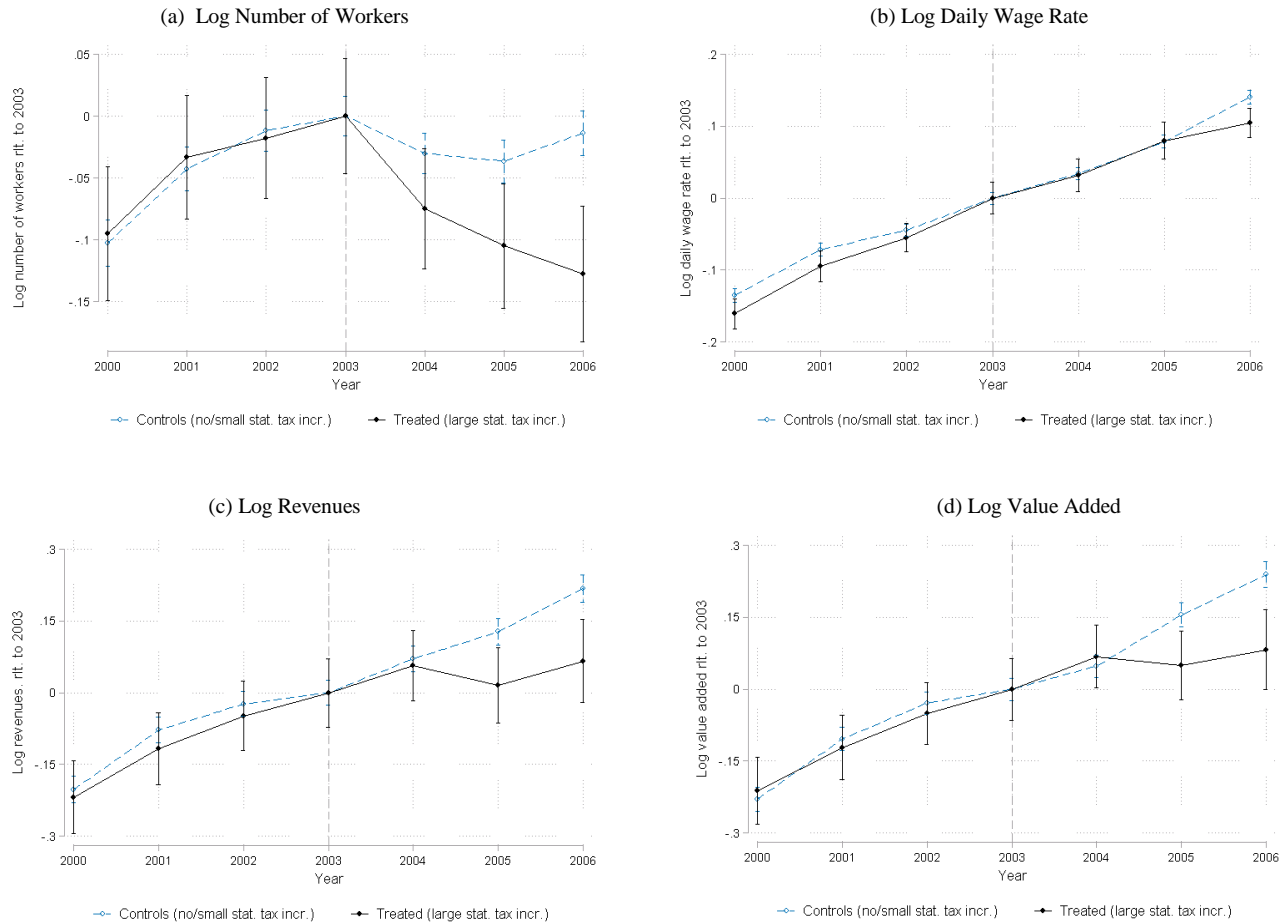 (a) Log Number of Workers
Log number of workers rlt. to 2003
.05
0
-.05
-.1
-.15
2000 2001 2002 2003 2004 2005 2006
Year
Controls (no/small stat. tax incr.) Treated (large stat. tax incr.)
(b) Log Daily Wage Rate
Log daily wage rate rlt. to 2003
.2
.1
0
-.1
-.2
2000 2001 2002 2003 2004 2005 2006
Year
Controls (no/small stat. tax incr.) Treated (large stat. tax incr.)
(c) Log Revenues
Log revenues. rlt. to 2003
.3
.15
0
-.15
-.3
2000 2001 2002 2003 2004 2005 2006
Year
Controls (no/small stat. tax incr.) Treated (large stat. tax incr.)
(d) Log Value Added
Log value added rlt. to 2003
.3
.15
0
-.15
-.3
2000 2001 2002 2003 2004 2005 2006
Year
Controls (no/small stat. tax incr.) Treated (large stat. tax incr.)